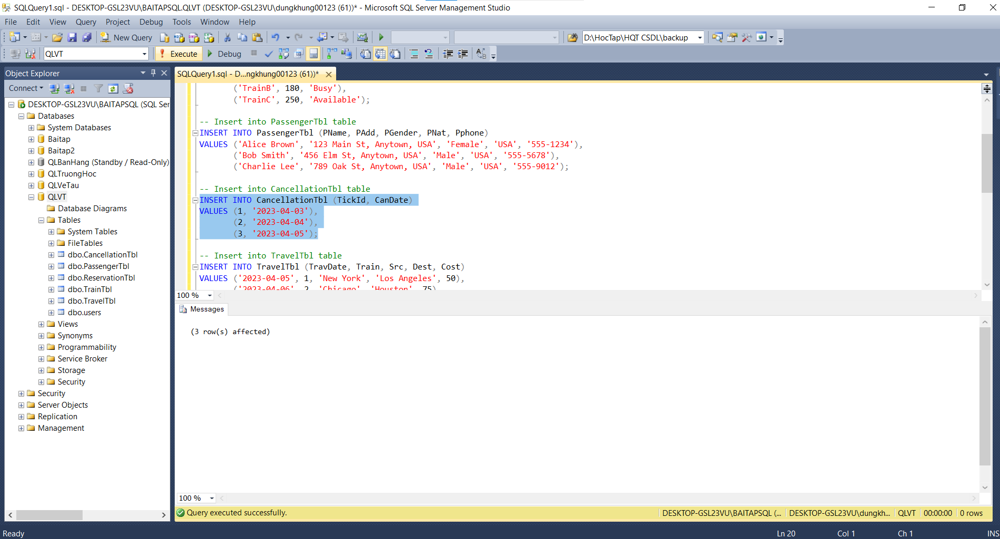 SQLQuery1.sql - DESKTOP-GSL23VU\BAITAPSQL.QLVT (DESKTOP-GSL23VU\dungkhung00123 (61))* - Microsoft SQL Server Management Studio
File Edit View Query Project Debug Tools Window Help
New Query D:\HocTap\HQT CSDL\backup
QLVT Execute Debug
Object Explorer
Connect
DESKTOP-GSL23VU\BAITAPSQL (SQL Ser
Databases
System Databases
Baitap
Baitap2
QLBanHang (Standby / Read-Only)
QLTruongHoc
QLVeTau
QLVT
Database Diagrams
Tables
System Tables
FileTables
dbo.CancellationTbl
dbo.PassengerTbl
dbo.ReservationTbl
dbo.TrainTbl
dbo.TravelTbl
dbo.users
Views
Synonyms
Programmability
Service Broker
Storage
Security
Security
Server Objects
Replication
Management
SQLQuery1.sql - D...ngkhung00123 (61))*
('TrainB', 180, 'Busy'),
('TrainC', 250, 'Available');
-- Insert into PassengerTbl table
INSERT INTO PassengerTbl (PName, PAdd, PGender, PNat, Pphone)
VALUES ('Alice Brown', '123 Main St, Anytown, USA', 'Female', 'USA', '555-1234'),
('Bob Smith', '456 Elm St, Anytown, USA', 'Male', 'USA', '555-5678'),
('Charlie Lee', '789 Oak St, Anytown, USA', 'Male', 'USA', '555-9012');
-- Insert into CancellationTbl table
INSERT INTO CancellationTbl (TickId, CanDate)
VALUES (1, '2023-04-03'),
(2, '2023-04-04'),
(3, '2023-04-05');
-- Insert into TravelTbl table
INSERT INTO TravelTbl (TravDate, Train, Src, Dest, Cost)
VALUES ('2023-04-05', 1, 'New York', 'Los Angeles', 50),
('2023-04-06', 2, 'Chicago', 'Houston', 75)
100 %
Messages
(3 row(s) affected)
100 %
Query executed successfully. DESKTOP-GSL23VU\BAITAPSQL (... DESKTOP-GSL23VU\dungkh... QLVT 00:00:00 0 rows
Ready Ln 20 Col 1 Ch 1 INS